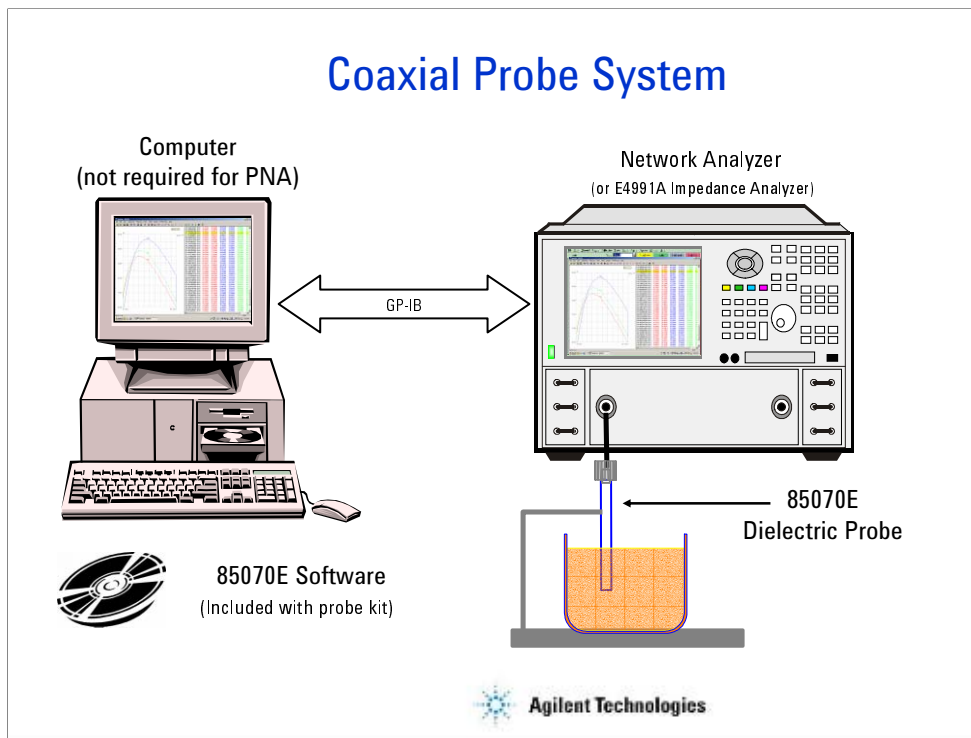 Coaxial Probe System
Computer
(not required for PNA)
Network Analyzer
(or E4991A Impedance Analyzer)
GP-IB
85070E
Dielectric Probe
85070E Software
(Included with probe kit)
Agilent Technologies